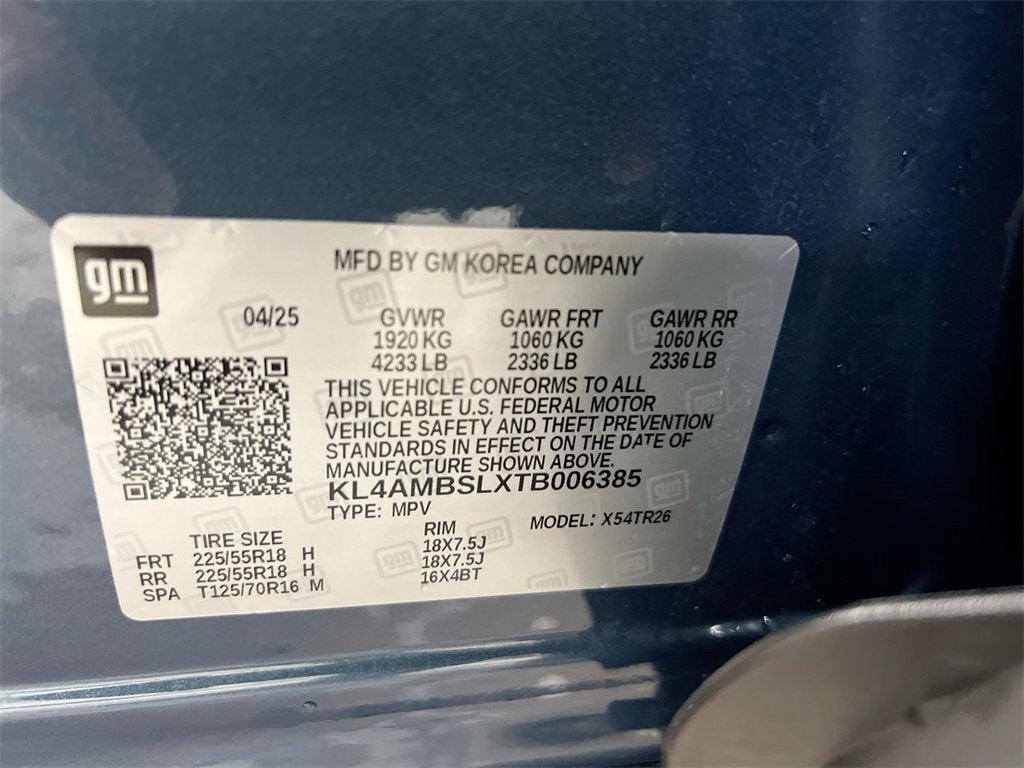 gm
MFD BY GM KOREA COMPANY
04/25 GVWR GAWR FRT GAWR RR
1920 KG 1060 KG 1060 KG
4233 LB 2336 LB 2336 LB
THIS VEHICLE CONFORMS TO ALL
APPLICABLE U.S. FEDERAL MOTOR
VEHICLE SAFETY AND THEFT PREVENTION
STANDARDS IN EFFECT ON THE DATE OF
MANUFACTURE SHOWN ABOVE.
KL4AMBSLXTB006385
TYPE: MPV MODEL: X54TR26
TIRE SIZE RIM
FRT 225/55R18 H 18X7.5J
RR 225/55R18 H 18X7.5J
SPA T125/70R16 M 16X4BT